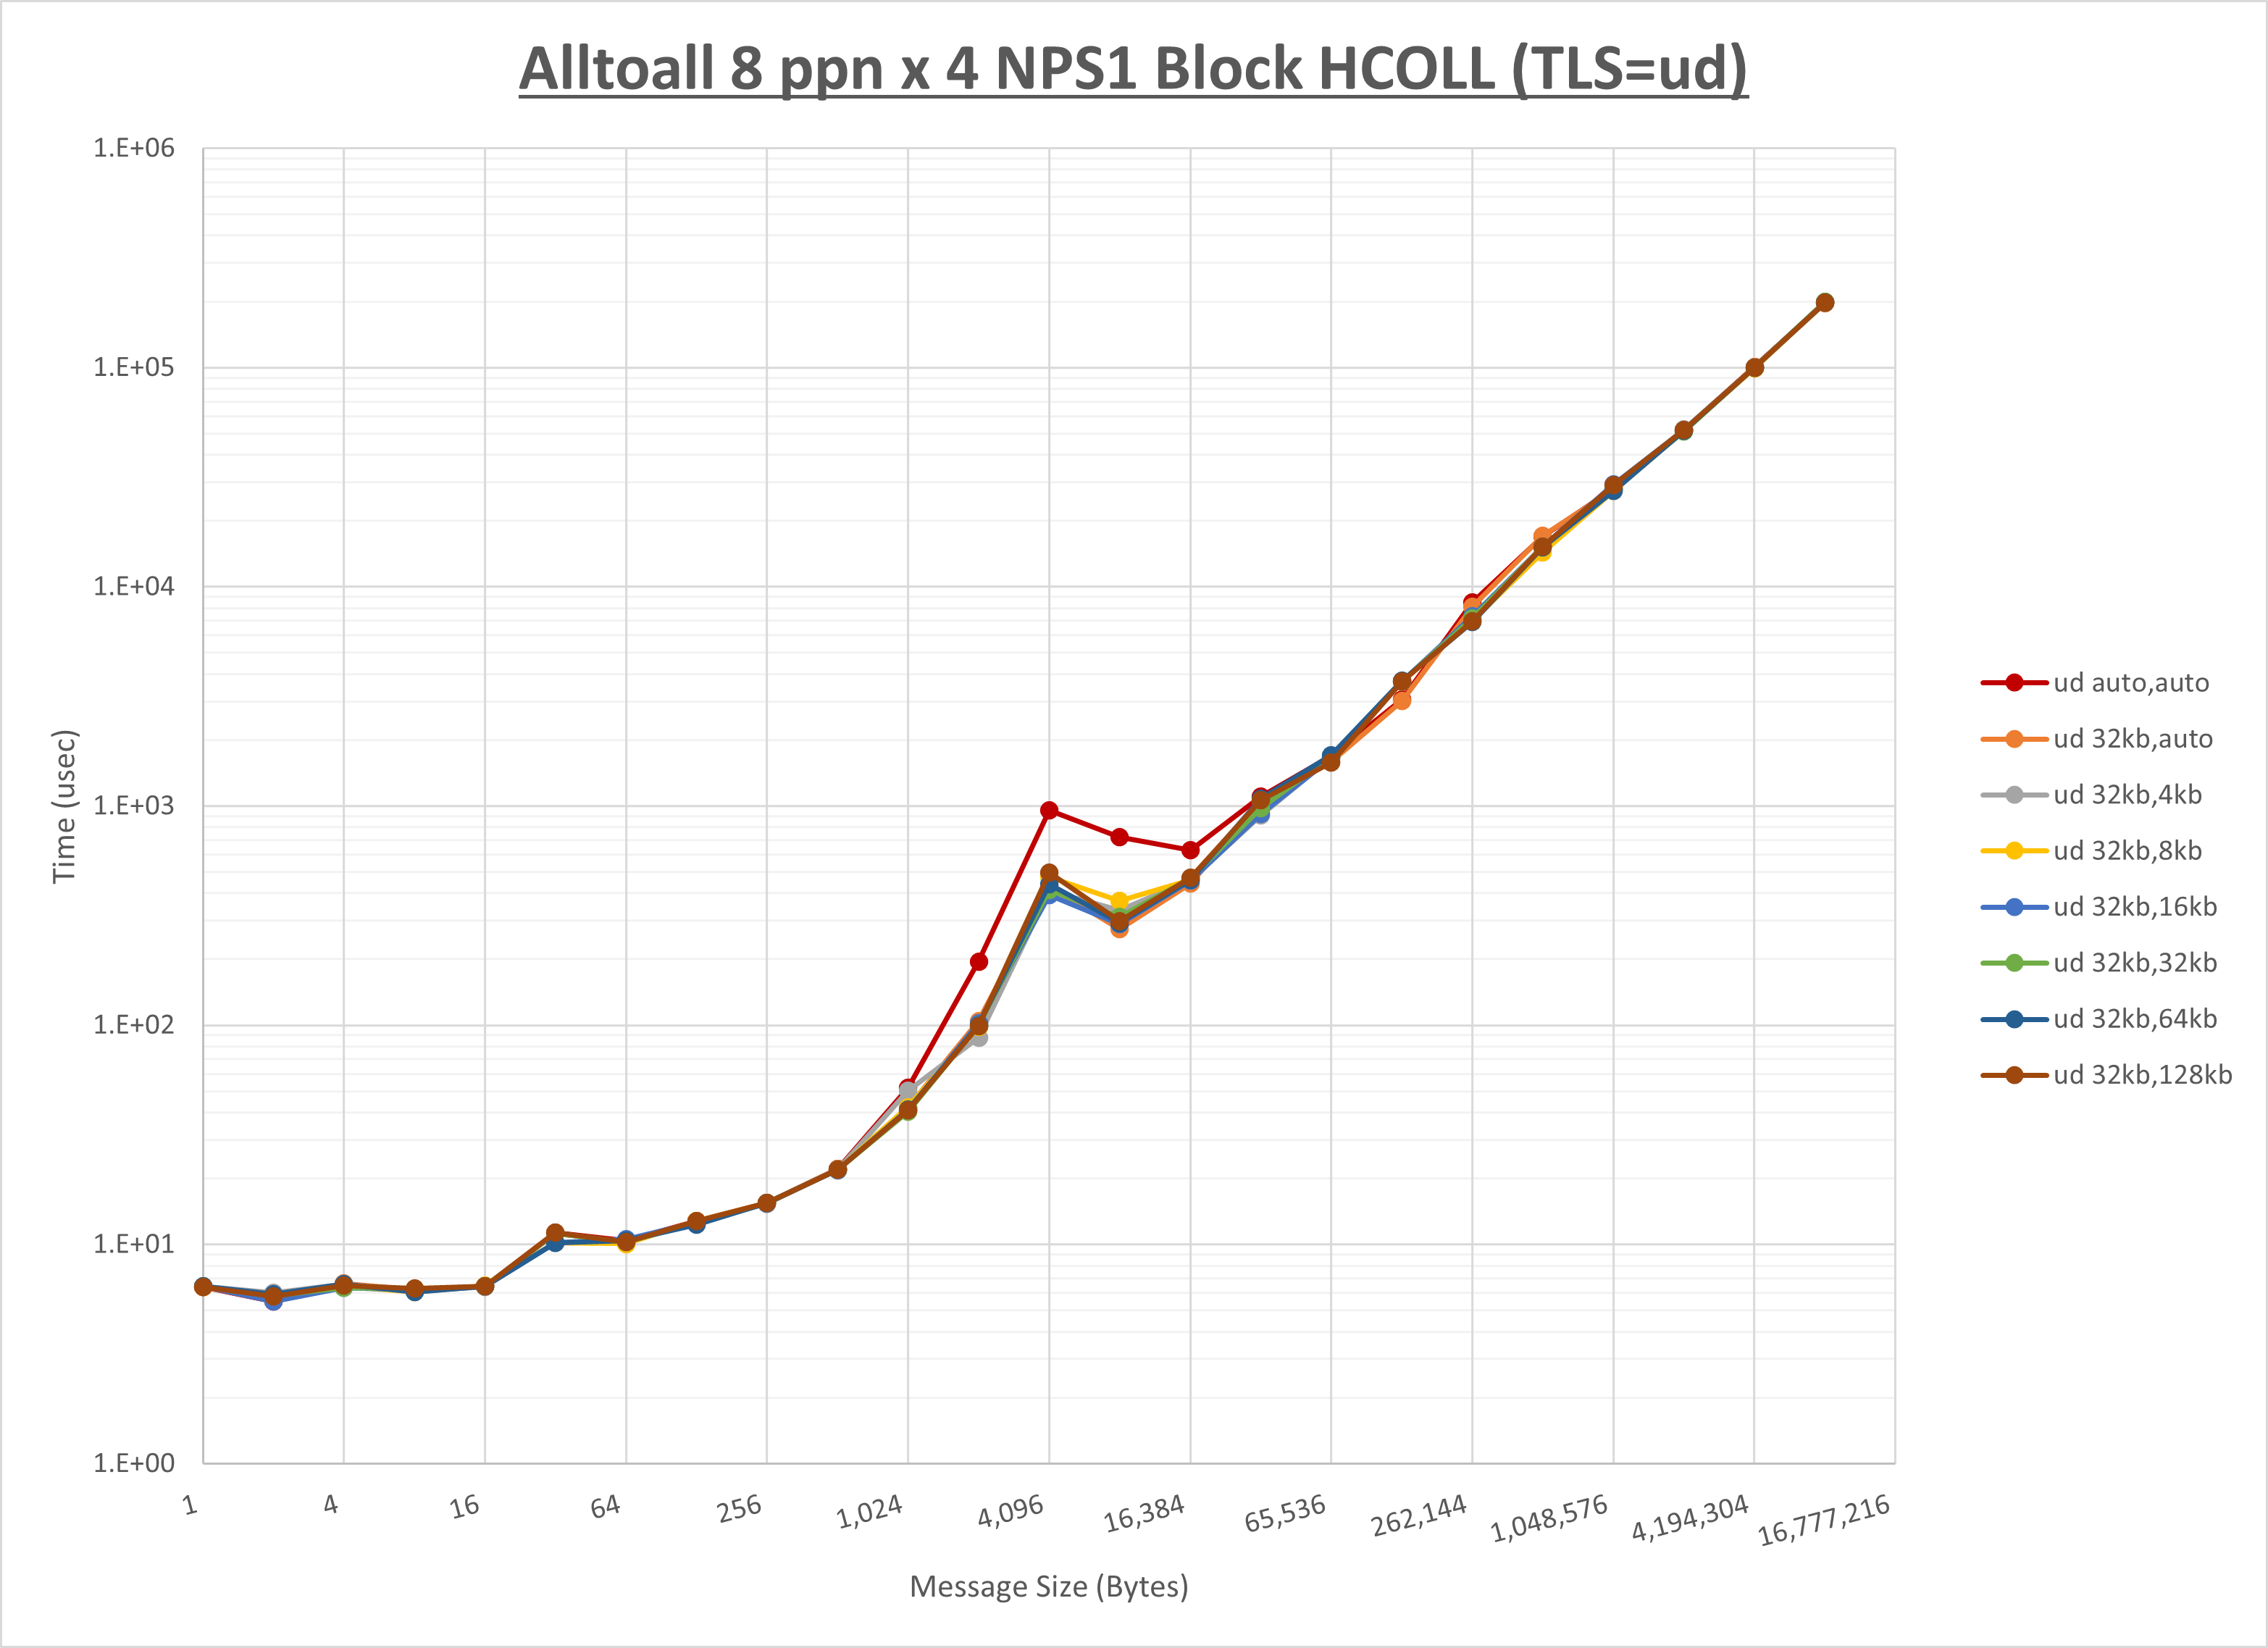 Alltoall 8 ppn x 4 NPS1 Block HCOLL (TLS=ud)
1.E+06
1.E+05
1.E+04
1.E+03
1.E+02
1.E+01
1.E+00
Time (usec)
1
4
16
64
256
1,024
4,096
16,384
65,536
262,144
1,048,576
4,194,304
16,777,216
Message Size (Bytes)
ud auto,auto
ud 32kb,auto
ud 32kb,4kb
ud 32kb,8kb
ud 32kb,16kb
ud 32kb,32kb
ud 32kb,64kb
ud 32kb,128kb